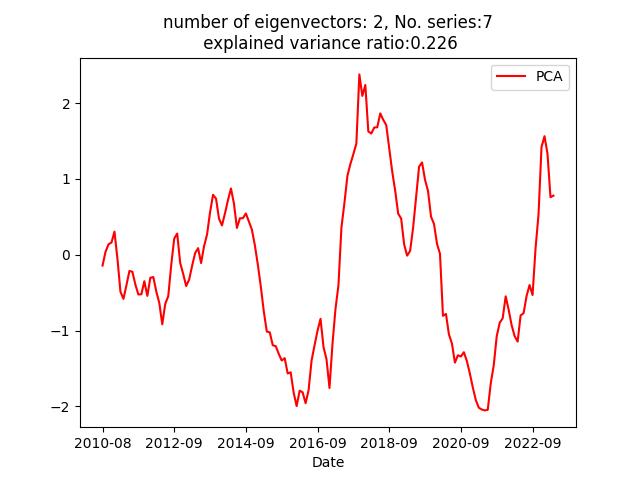 number of eigenvectors: 2, No. series:7
explained variance ratio:0.226
PCA
2
1
0
−1
−2
2010-08 2012-09 2014-09 2016-09 2018-09 2020-09 2022-09
Date